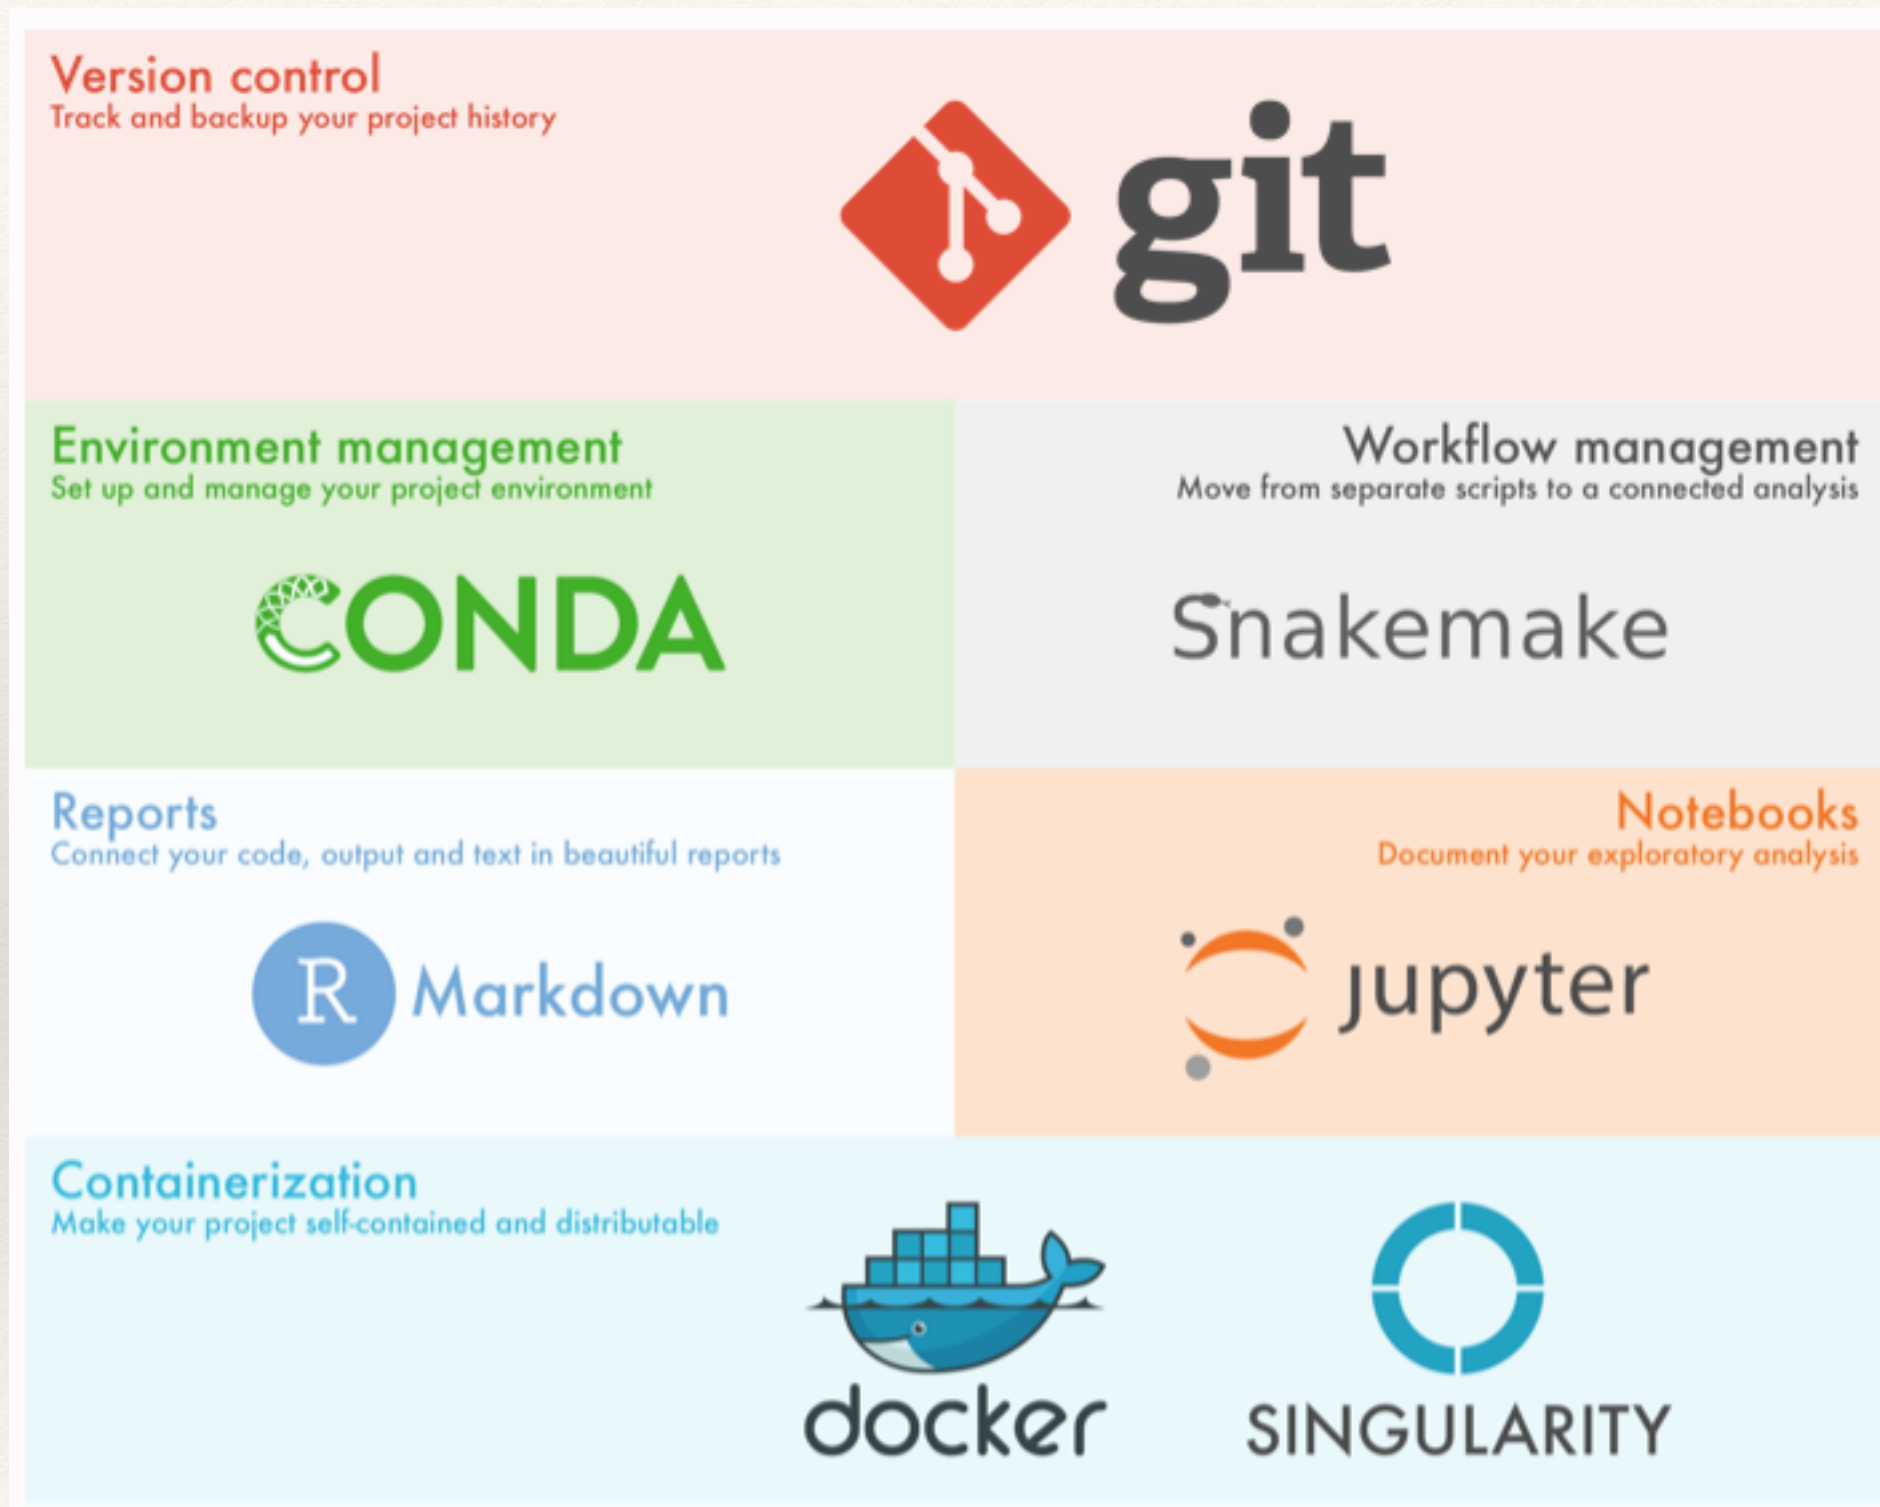 Version control
Track and backup your project history
git
Environment management
Set up and manage your project environment
CONDA
Workflow management
Move from separate scripts to a connected analysis
Snakemake
Reports
Connect your code, output and text in beautiful reports
R Markdown
Notebooks
Document your exploratory analysis
jupyter
Containerization
Make your project self-contained and distributable
docker
SINGULARITY